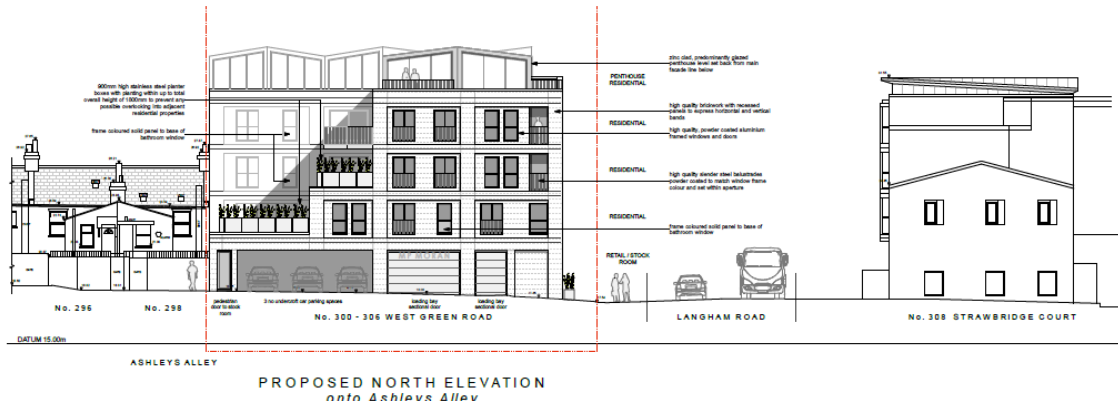 900mm high stainless steel planter
boxes with planting within up to total
overall height of 1800mm to prevent any
possible overlooking into adjacent
residential properties
frame coloured solid panel to base of
bathroom window
zinc clad, predominantly glazed
penthouse level set back from main
facade line below
high quality brickwork with recessed
panels to express horizontal and vertical
bands
high quality, powder coated aluminium
framed windows and doors
high quality slender steel balustrades
powder coated to match window frame
colour and set within aperture
frame coloured solid panel to base of
bathroom window
PENTHOUSE
RESIDENTIAL
RESIDENTIAL
RESIDENTIAL
RESIDENTIAL
RETAIL / STOCK
ROOM
MP MORAN
pedestrian
door to stock
room
3 no undercroft car parking spaces
loading bay
sectional door
loading bay
sectional door
No. 296
No. 298
No. 300 - 306 WEST GREEN ROAD
LANGHAM ROAD
No. 308 STRAWBRIDGE COURT
DATUM 15.00m
ASHLEYS ALLEY
PROPOSED NORTH ELEVATION
onto Ashleys Alley